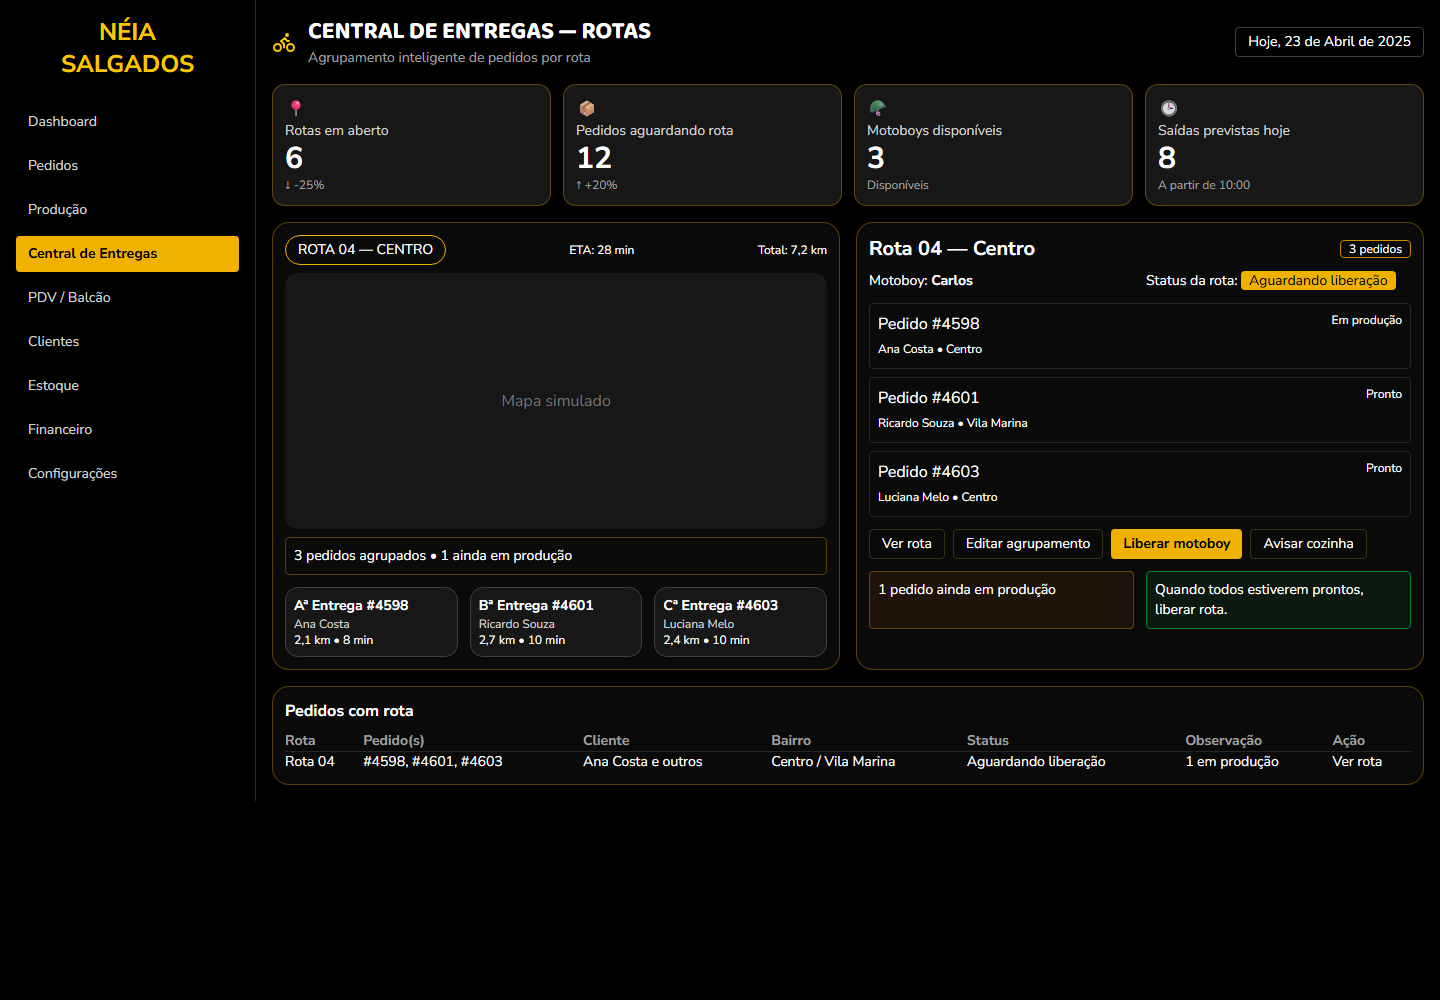 NÉIA
SALGADOS
Dashboard
Pedidos
Produção
Central de Entregas
PDV / Balcão
Clientes
Estoque
Financeiro
Configurações
CENTRAL DE ENTREGAS — ROTAS
Agrupamento inteligente de pedidos por rota
Hoje, 23 de Abril de 2025
Rotas em aberto
6
↓ -25%
Pedidos aguardando rota
12
↑ +20%
Motoboys disponíveis
3
Disponíveis
Saídas previstas hoje
8
A partir de 10:00
ROTA 04 — CENTRO
ETA: 28 min
Total: 7,2 km
Mapa simulado
3 pedidos agrupados • 1 ainda em produção
Aª Entrega #4598
Ana Costa
2,1 km • 8 min
Bª Entrega #4601
Ricardo Souza
2,7 km • 10 min
Cª Entrega #4603
Luciana Melo
2,4 km • 10 min
Rota 04 — Centro
3 pedidos
Motoboy: Carlos
Status da rota: Aguardando liberação
Pedido #4598
Em produção
Ana Costa • Centro
Pedido #4601
Pronto
Ricardo Souza • Vila Marina
Pedido #4603
Pronto
Luciana Melo • Centro
Ver rota
Editar agrupamento
Liberar motoboy
Avisar cozinha
1 pedido ainda em produção
Quando todos estiverem prontos,
liberar rota.
Pedidos com rota
Rota Pedido(s) Cliente Bairro Status Observação Ação
Rota 04 #4598, #4601, #4603 Ana Costa e outros Centro / Vila Marina Aguardando liberação 1 em produção Ver rota